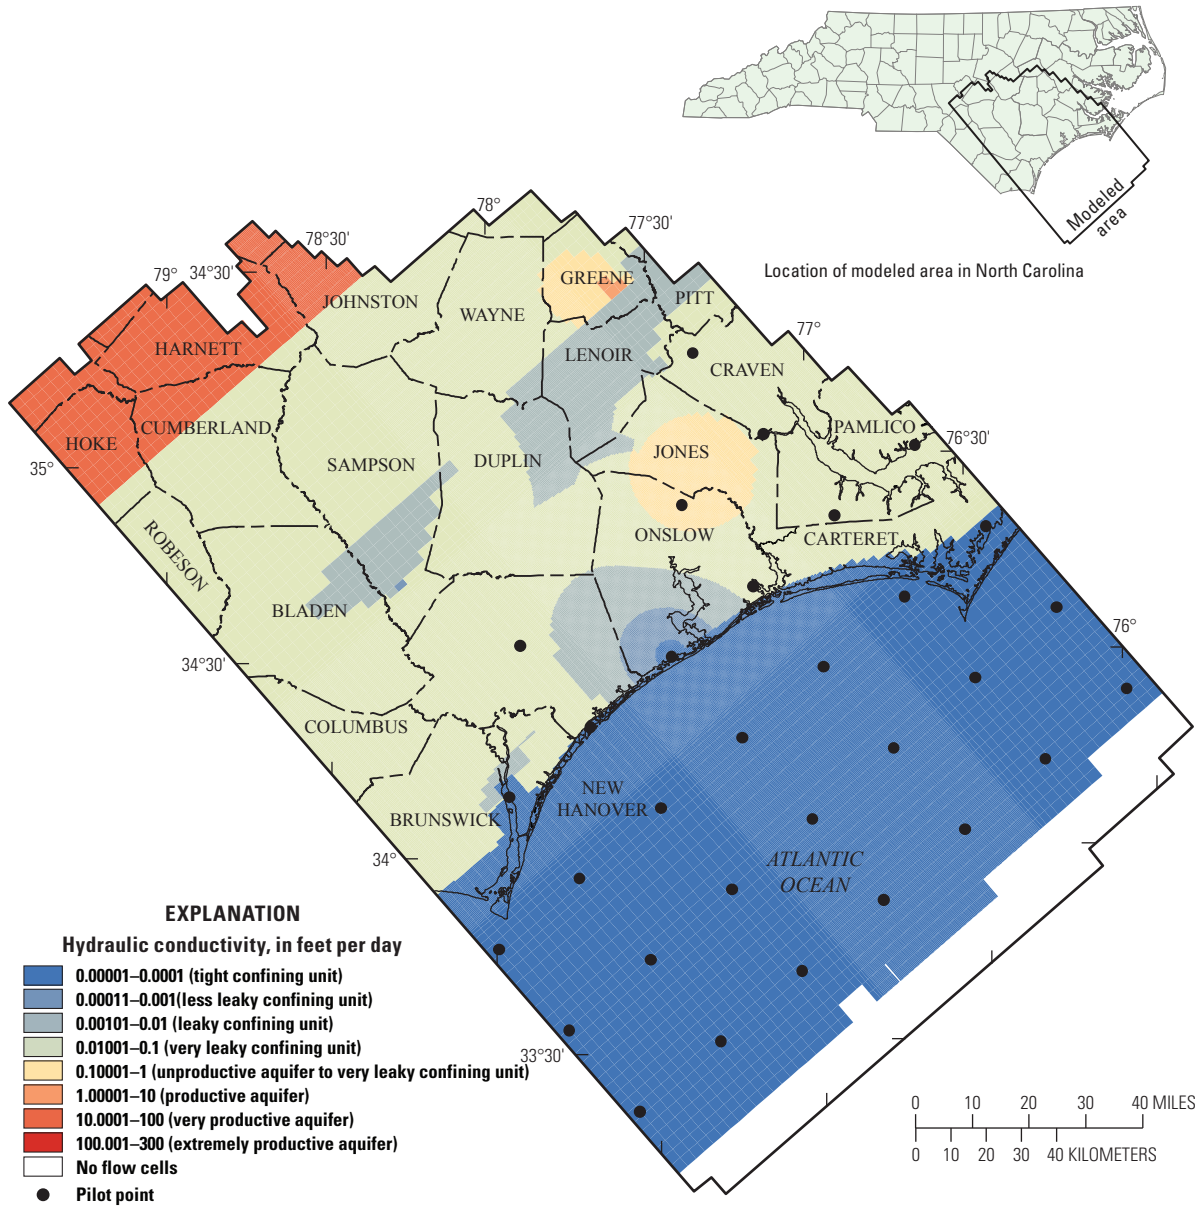 Modeled
area
Location of modeled area in North Carolina
78°
77°30'
78°30'
79°
34°30'
GREENE
PITT
JOHNSTON
WAYNE
77°
HARNETT
LENOIR
CRAVEN
CUMBERLAND
PAMLICO
HOKE
76°30'
35°
SAMPSON
DUPLIN
JONES
ROBESON
ONSLOW
CARTERET
BLADEN
76°
34°30'
COLUMBUS
NEW
HANOVER
BRUNSWICK
34°
ATLANTIC
OCEAN
33°30'
EXPLANATION
Hydraulic conductivity, in feet per day
0.00001–0.0001 (tight confining unit)
0.00011–0.001(less leaky confining unit)
0.00101–0.01 (leaky confining unit)
0.01001–0.1 (very leaky confining unit)
0.10001–1 (unproductive aquifer to very leaky confining unit)
1.00001–10 (productive aquifer)
10.0001–100 (very productive aquifer)
100.001–300 (extremely productive aquifer)
No flow cells
Pilot point
0 10 20 30 40 MILES
0 10 20 30 40 KILOMETERS